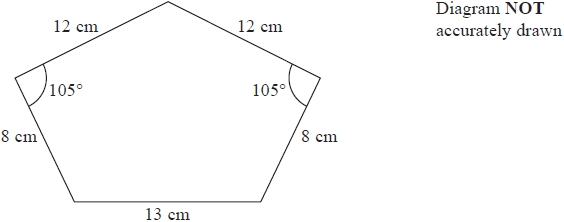 Diagram NOT
accurately drawn
12 cm
12 cm
105°
105°
8 cm
8 cm
13 cm